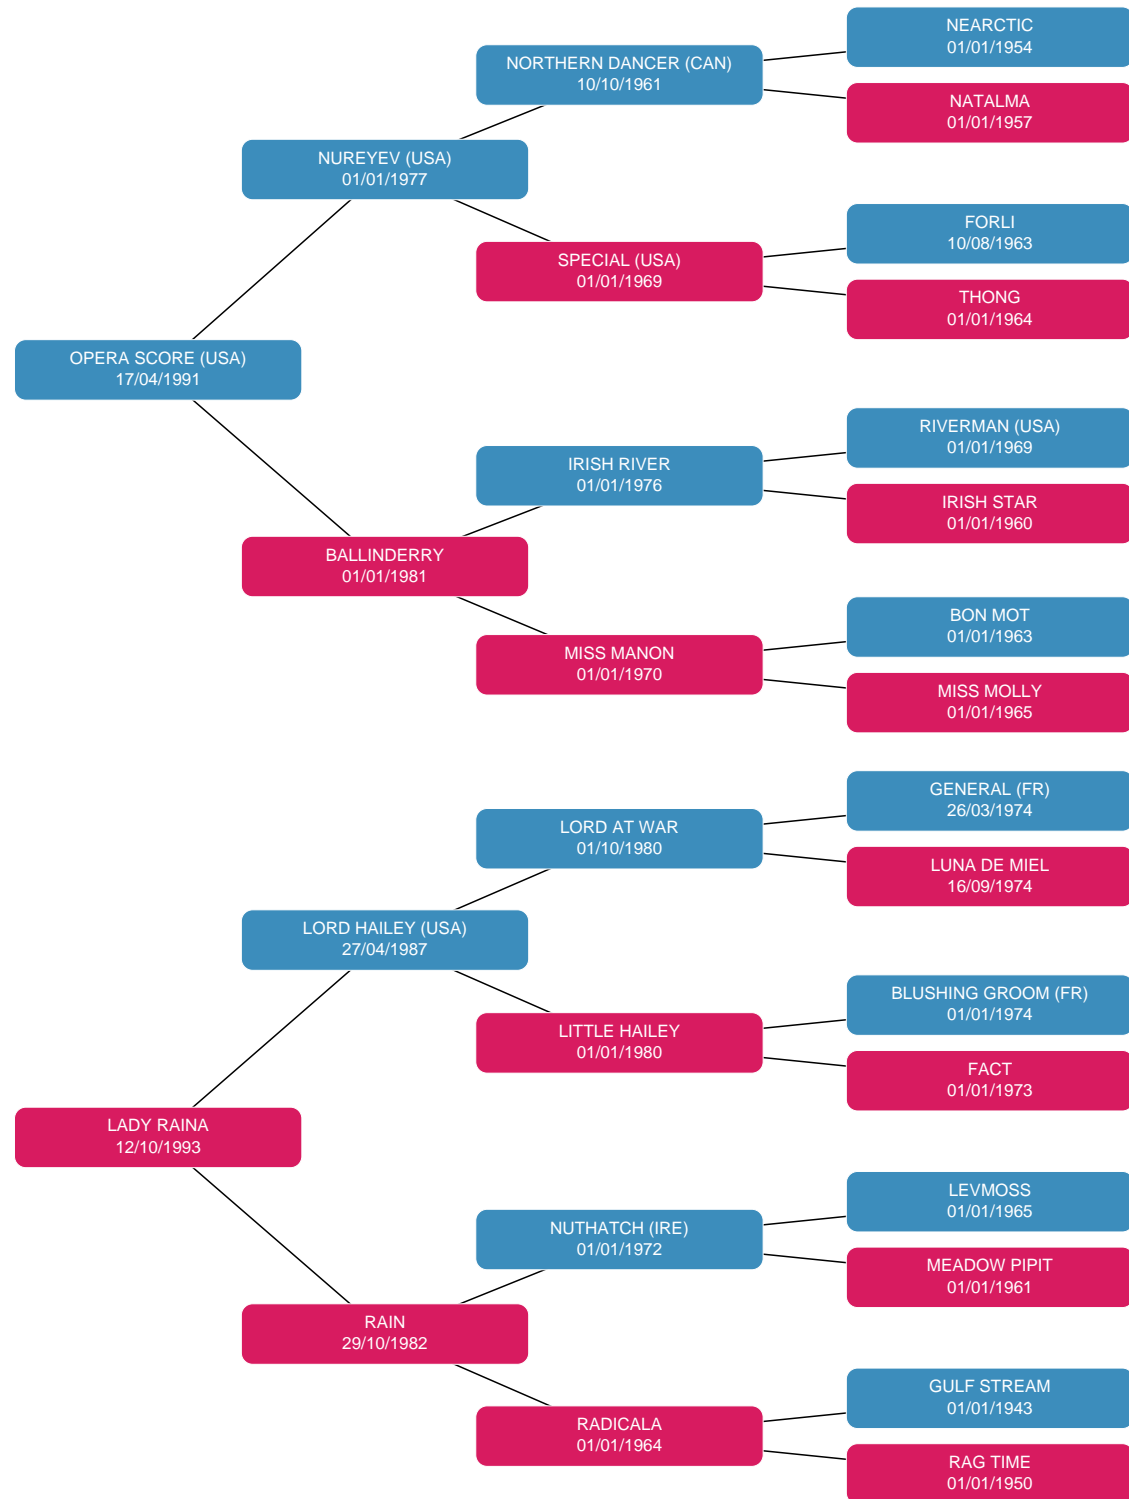 NEARCTIC
01/01/1954
NORTHERN DANCER (CAN)
10/10/1961
NATALMA
01/01/1957
NUREYEV (USA)
01/01/1977
FORLI
10/08/1963
SPECIAL (USA)
01/01/1969
THONG
01/01/1964
OPERA SCORE (USA)
17/04/1991
RIVERMAN (USA)
01/01/1969
IRISH RIVER
01/01/1976
IRISH STAR
01/01/1960
BALLINDERRY
01/01/1981
BON MOT
01/01/1963
MISS MANON
01/01/1970
MISS MOLLY
01/01/1965
GENERAL (FR)
26/03/1974
LORD AT WAR
01/10/1980
LUNA DE MIEL
16/09/1974
LORD HAILEY (USA)
27/04/1987
BLUSHING GROOM (FR)
01/01/1974
LITTLE HAILEY
01/01/1980
FACT
01/01/1973
LADY RAINA
12/10/1993
LEVMOSS
01/01/1965
NUTHATCH (IRE)
01/01/1972
MEADOW PIPIT
01/01/1961
RAIN
29/10/1982
GULF STREAM
01/01/1943
RADICALA
01/01/1964
RAG TIME
01/01/1950